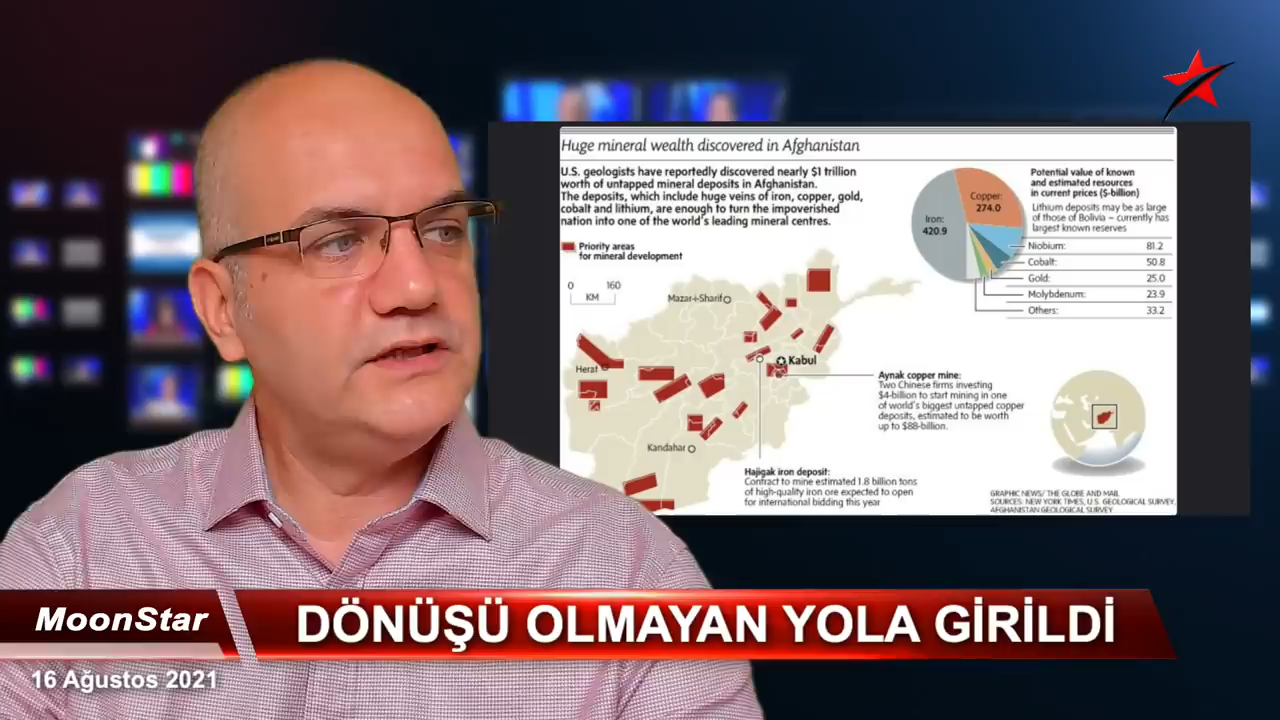 Huge mineral wealth discovered in Afghanistan
U.S. geologists have reportedly discovered nearly $1 trillion
worth of untapped mineral deposits in Afghanistan.
The deposits, which include huge veins of iron, copper, gold,
cobalt and lithium, are enough to turn the impoverished
nation into one of the world's leading mineral centres.
Priority areas
for mineral development
0 160
KM
Mazar-i-Sharif
Herat
Kabul
Kandahar
Iron:
420.9
Copper:
274.0
Potential value of known
and estimated resources
in current prices ($-billion)
Lithium deposits may be as large
of those of Bolivia – currently has
largest known reserves
Niobium: 81.2
Cobalt: 50.8
Gold: 25.0
Molybdenum: 23.9
Others: 33.2
Aynak copper mine:
Two Chinese firms investing
$4-billion to start mining in one
of world's biggest untapped copper
deposits, estimated to be worth
up to $88-billion.
Hajigak iron deposit:
Contract to mine estimated 1.8 billion tons
of high-quality iron ore expected to open
for international bidding this year
GRAPHIC NEWS/ THE GLOBE AND MAIL
SOURCES: NEW YORK TIMES, U.S. GEOLOGICAL SURVEY,
AFGHANISTAN GEOLOGICAL SURVEY
MoonStar
DÖNÜŞÜ OLMAYAN YOLA GİRİLDİ
16 Ağustos 2021